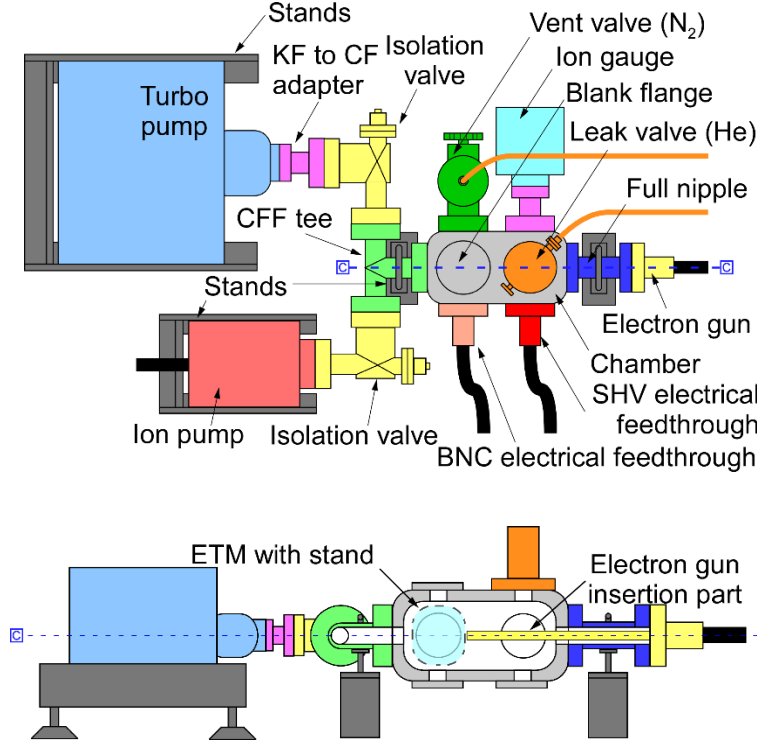 Stands
KF to CF
adapter
Isolation
valve
Vent valve (N₂)
Ion gauge
Blank flange
Leak valve (He)
Full nipple
Turbo
pump
CFF tee
C
C
Stands
Electron gun
Chamber
SHV electrical
feedthrough
Ion pump
Isolation valve
BNC electrical feedthrough
ETM with stand
Electron gun
insertion part
C